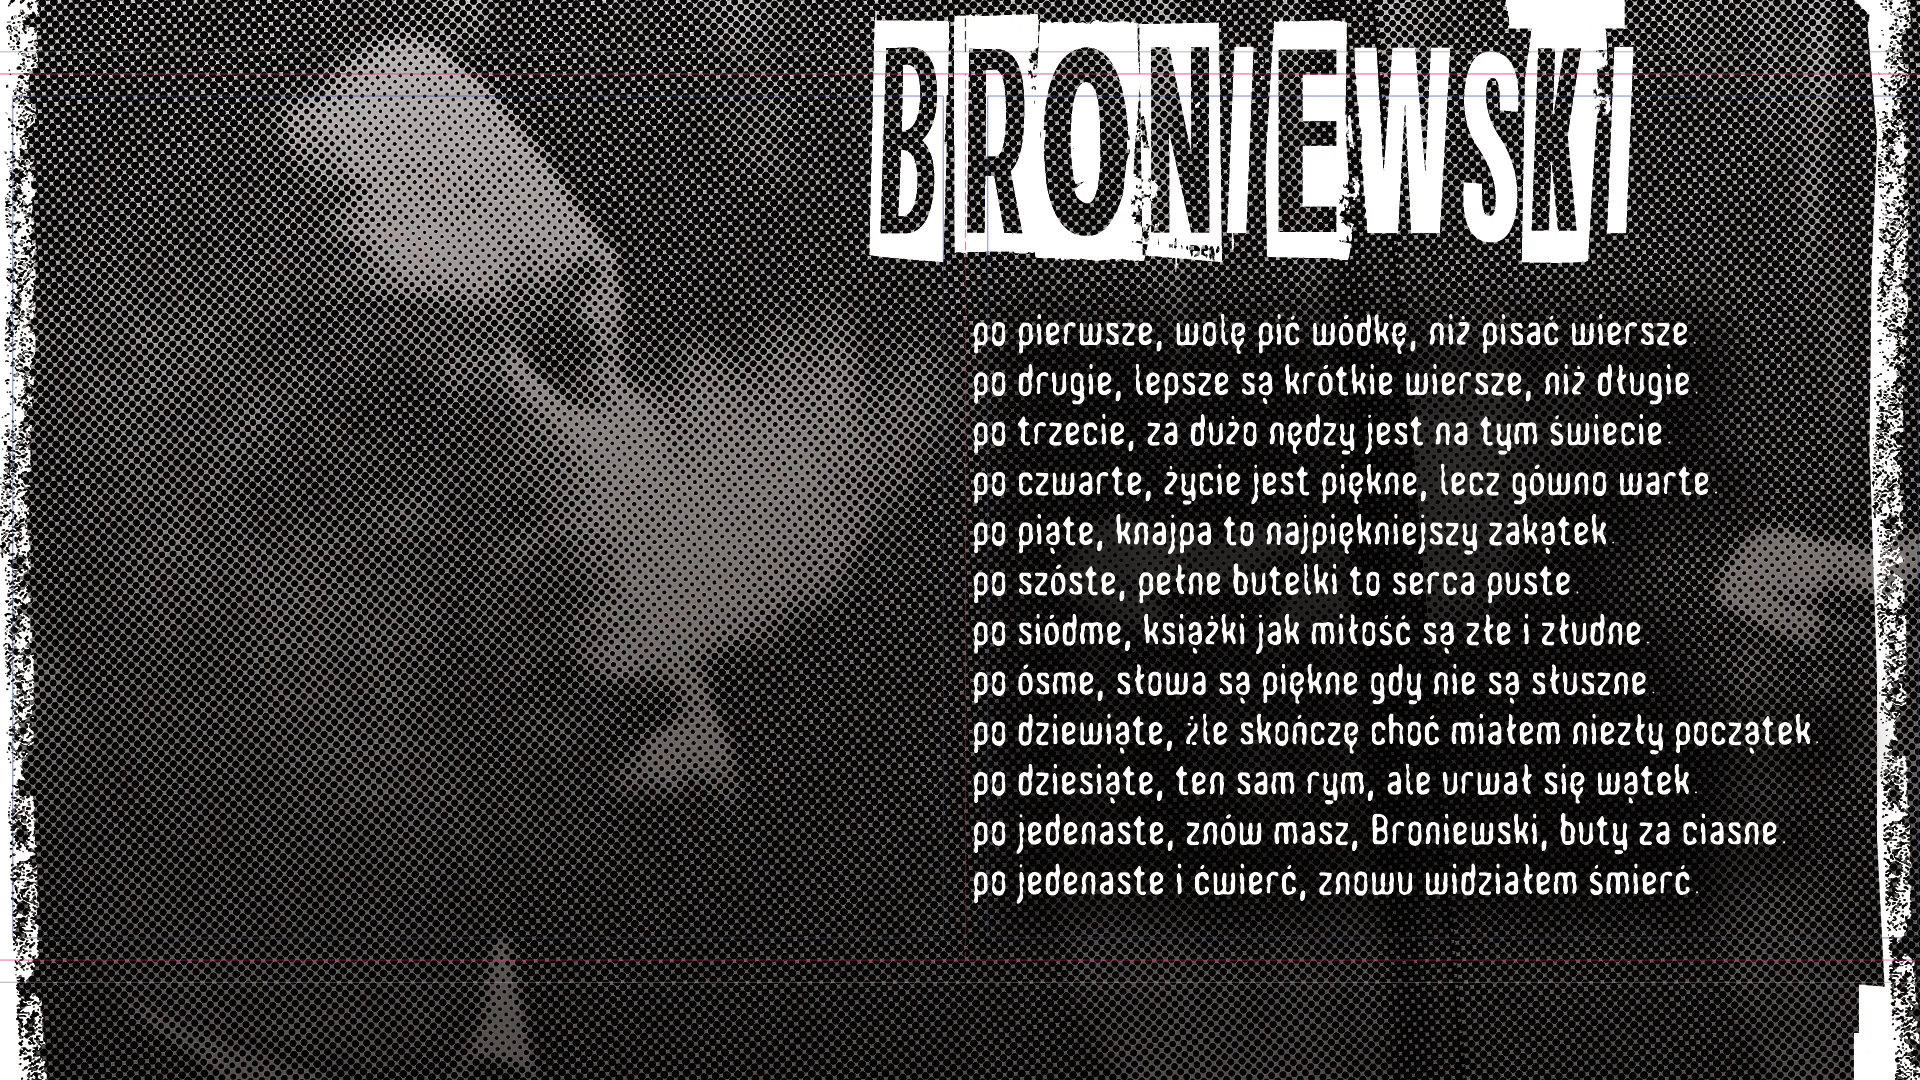 BRONIEWSKI
po pierwsze, wolę pić wódkę, niż pisać wiersze.
po drugie, lepsze są krótkie wiersze, niż długie.
po trzecie, za dużo nędzy jest na tym świecie.
po czwarte, życie jest piękne, lecz gówno warte.
po piąte, knajpa to najpiękniejszy zakątek.
po szóste, pełne butelki to serca puste.
po siódme, książki jak miłość są złe i złudne.
po ósme, słowa są piękne gdy nie są słuszne.
po dziewiąte, źle skończę choć miałem niezły początek.
po dziesiąte, ten sam rym, ale urwał się wątek.
po jedenaste, znów masz, Broniewski, buty za ciasne.
po jedenaste i ćwierć, znowu widziałem śmierć.